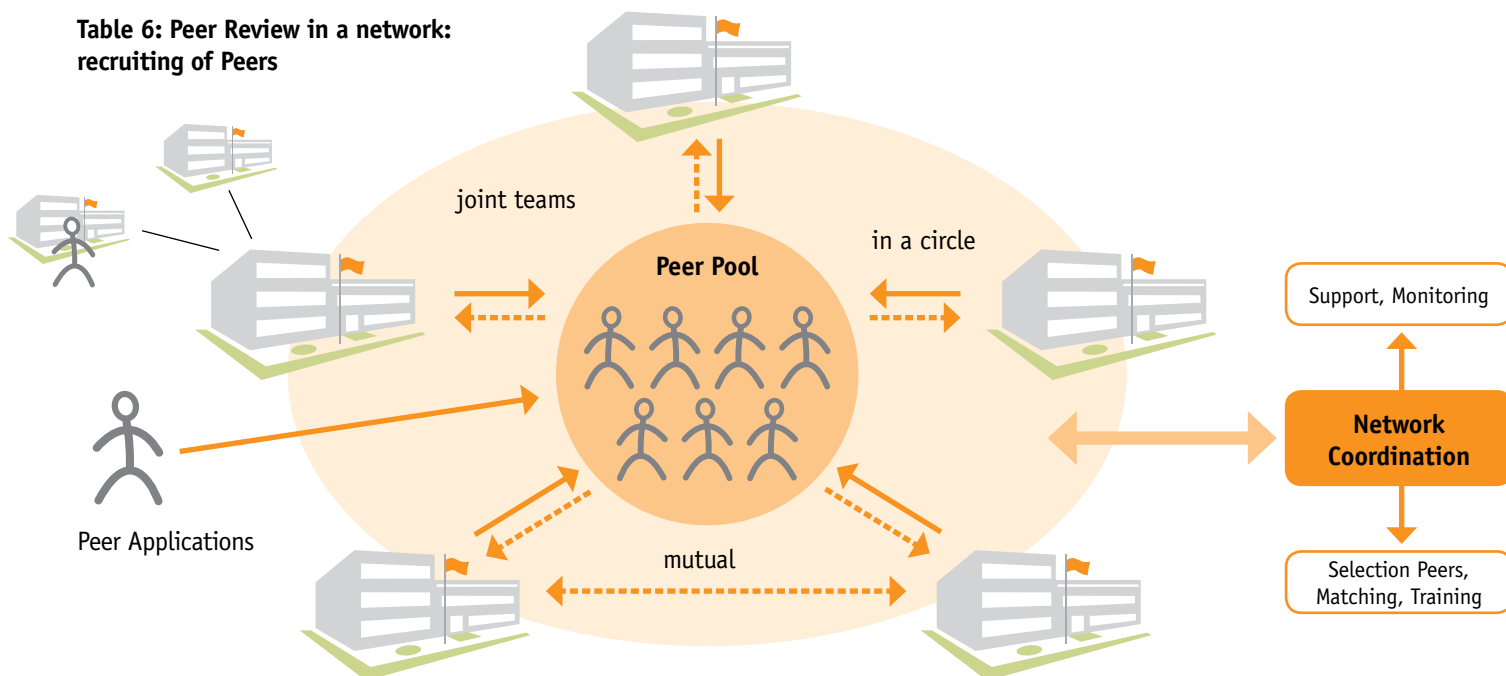 Table 6: Peer Review in a network:
recruiting of Peers
joint teams
in a circle
Peer Pool
Support, Monitoring
Network
Coordination
Peer Applications
mutual
Selection Peers,
Matching, Training